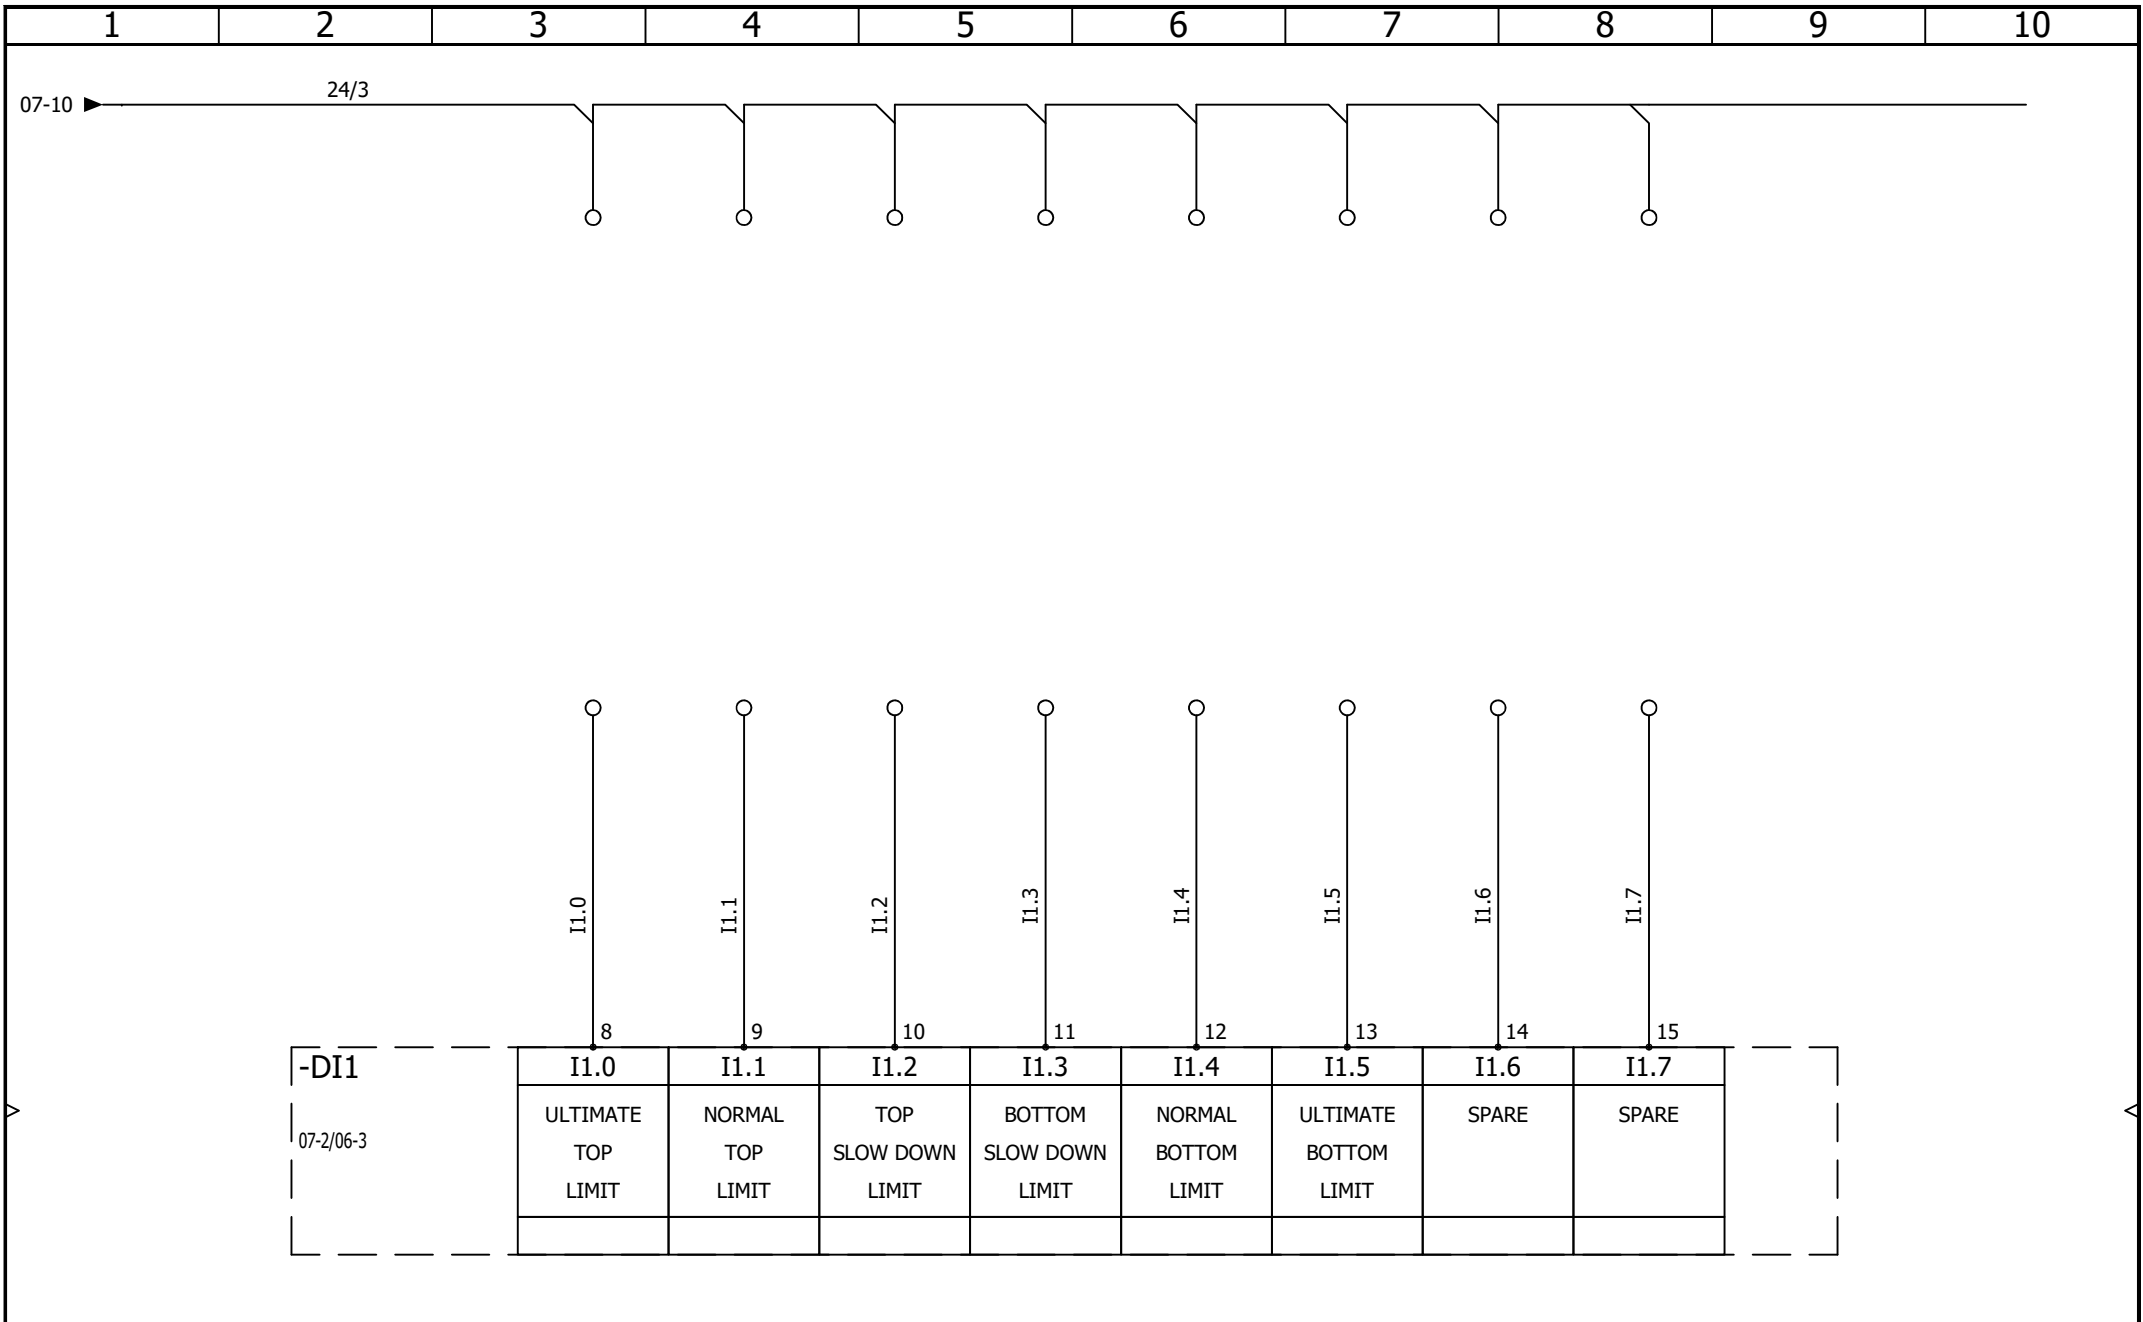 1 2 3 4 5 6 7 8 9 10
24/3
07-10
I1.0 I1.1 I1.2 I1.3 I1.4 I1.5 I1.6 I1.7
8 9 10 11 12 13 14 15
-DI1 I1.0 I1.1 I1.2 I1.3 I1.4 I1.5 I1.6 I1.7
07-2/06-3
ULTIMATE
TOP
LIMIT
NORMAL
TOP
LIMIT
TOP
SLOW DOWN
LIMIT
BOTTOM
SLOW DOWN
LIMIT
NORMAL
BOTTOM
LIMIT
ULTIMATE
BOTTOM
LIMIT
SPARE
SPARE